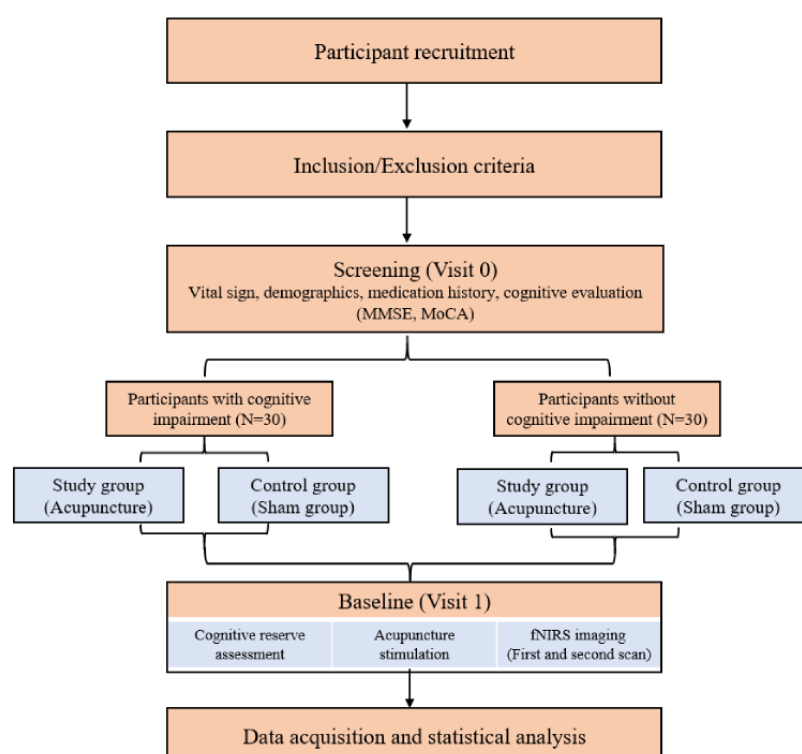 Participant recruitment
Inclusion/Exclusion criteria
Screening (Visit 0)
Vital sign, demographics, medication history, cognitive evaluation
(MMSE, MoCA)
Participants with cognitive
impairment (N=30)
Participants without
cognitive impairment (N=30)
Study group
(Acupuncture)
Control group
(Sham group)
Study group
(Acupuncture)
Control group
(Sham group)
Baseline (Visit 1)
Cognitive reserve
assessment
Acupuncture
stimulation
fNIRS imaging
(First and second scan)
Data acquisition and statistical analysis